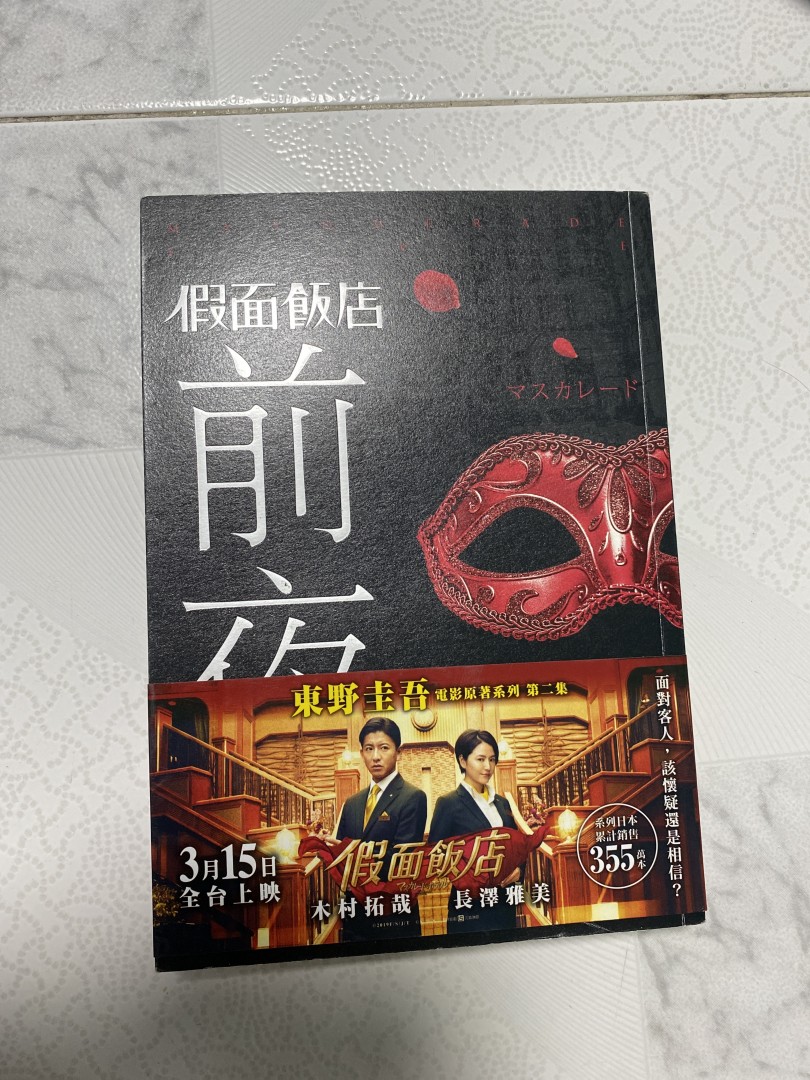 MASQUERADE
E
假面飯店
前夜
マスカレード
東野圭吾 電影原著系列 第二集
面對客人，該懷疑還是相信？
系列日本
累計銷售
355萬本
3月15日
全台上映
假面飯店
木村拓哉 長澤雅美